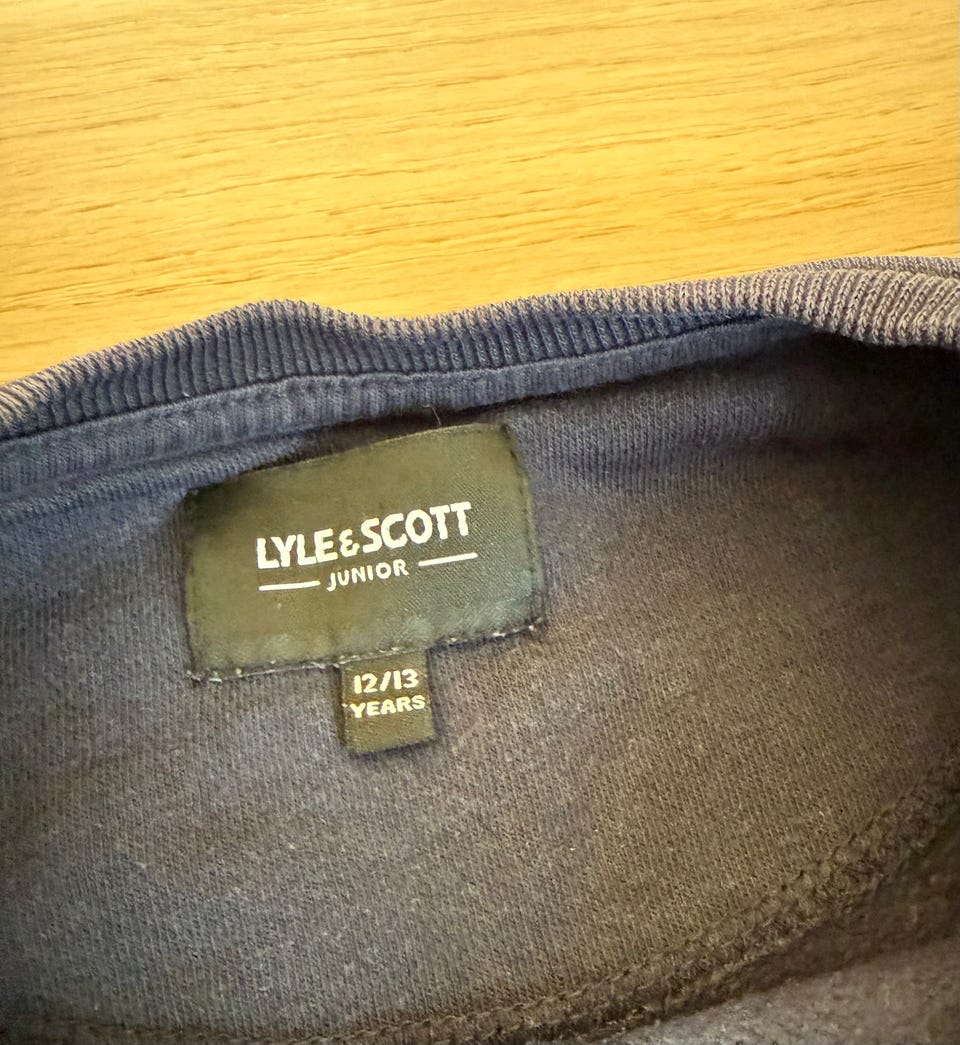 LYLE&SCOTT
JUNIOR
12/13
YEARS